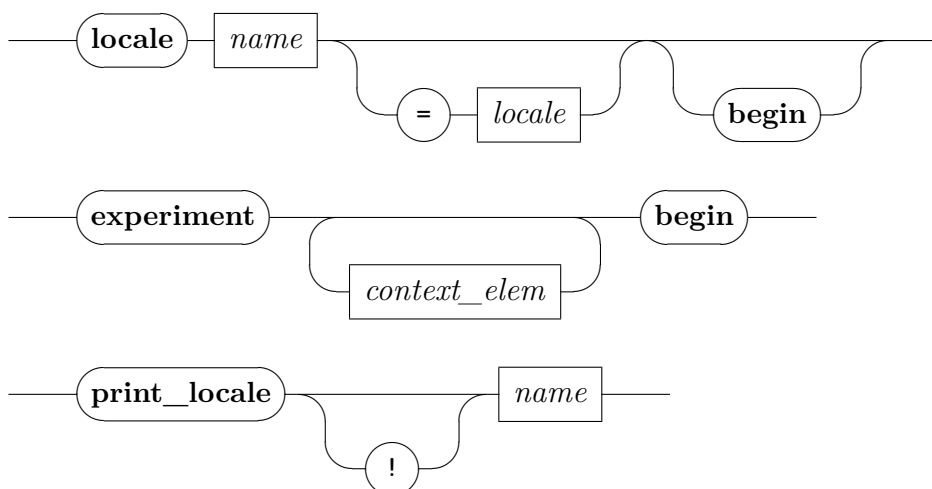 locale name
= locale begin
experiment begin
context_elem
print_locale name
!